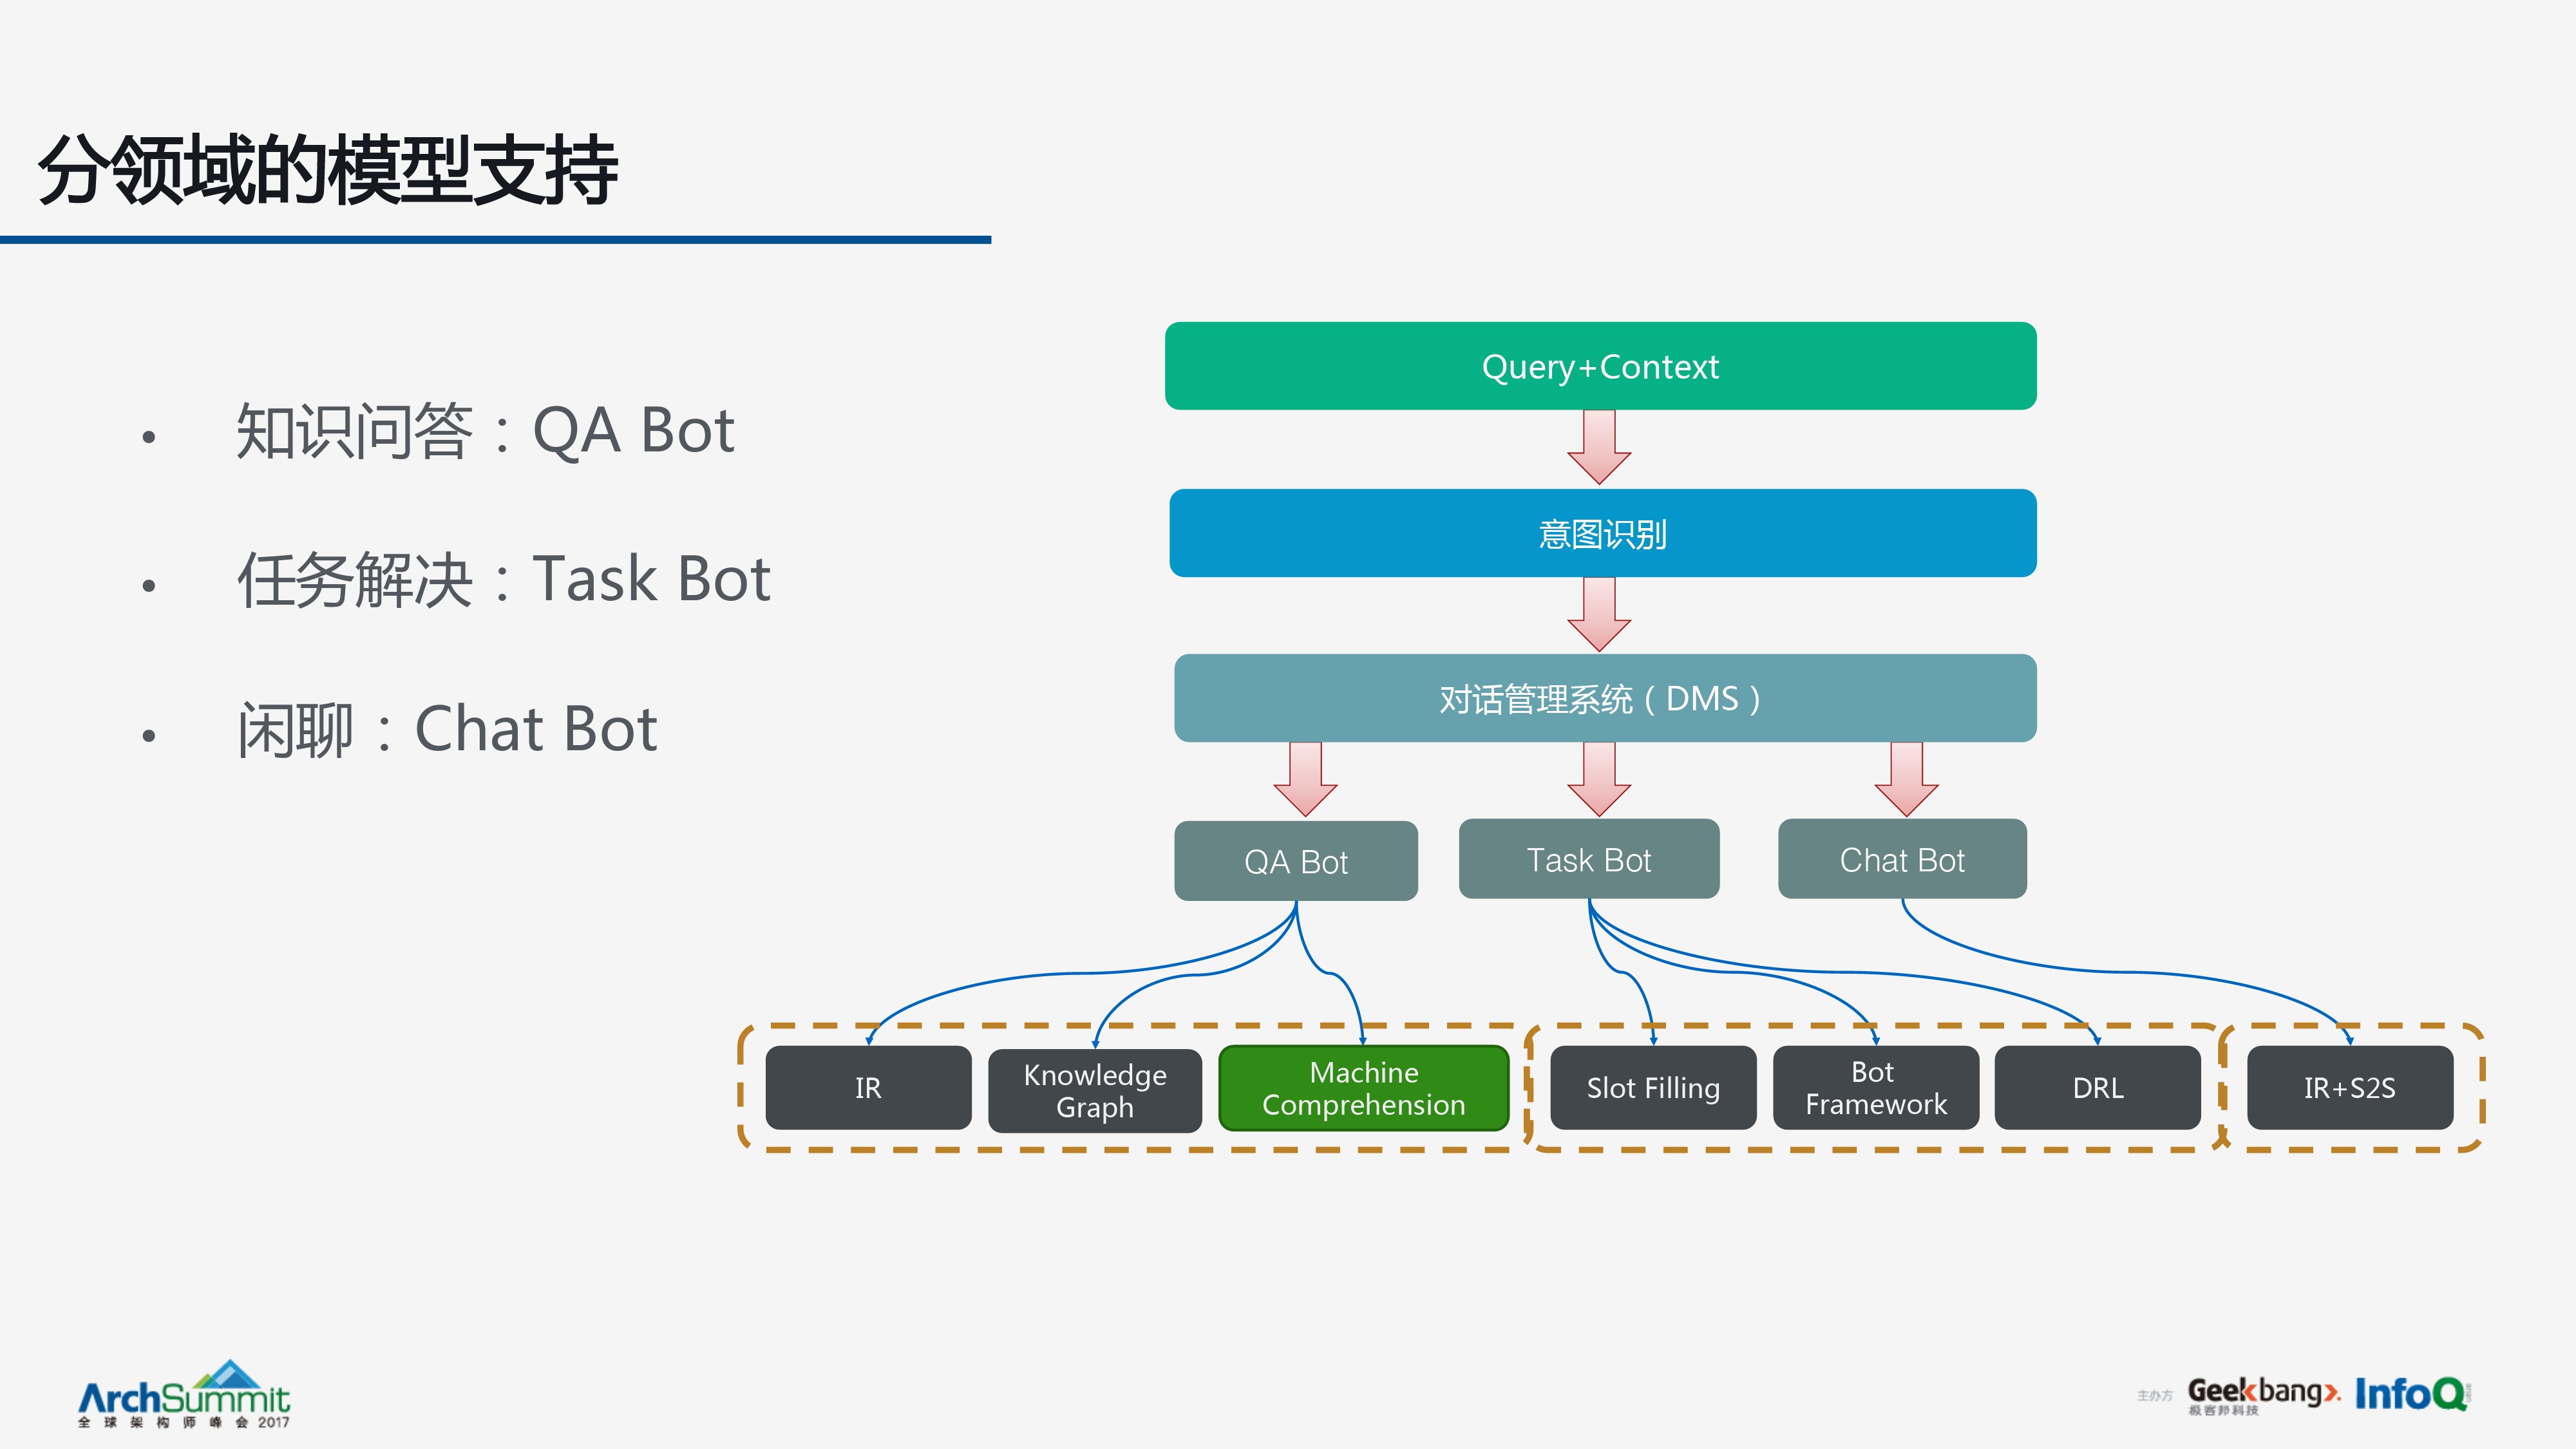 分领域的模型支持
• 知识问答：QA Bot
• 任务解决：Task Bot
• 闲聊：Chat Bot
Query+Context
意图识别
对话管理系统（DMS）
QA Bot
Task Bot
Chat Bot
IR
Knowledge
Graph
Machine
Comprehension
Slot Filling
Bot
Framework
DRL
IR+S2S
ArchSummit
全球架构师峰会 2017
主办方
Geekbang>.
极客邦科技
InfoQ